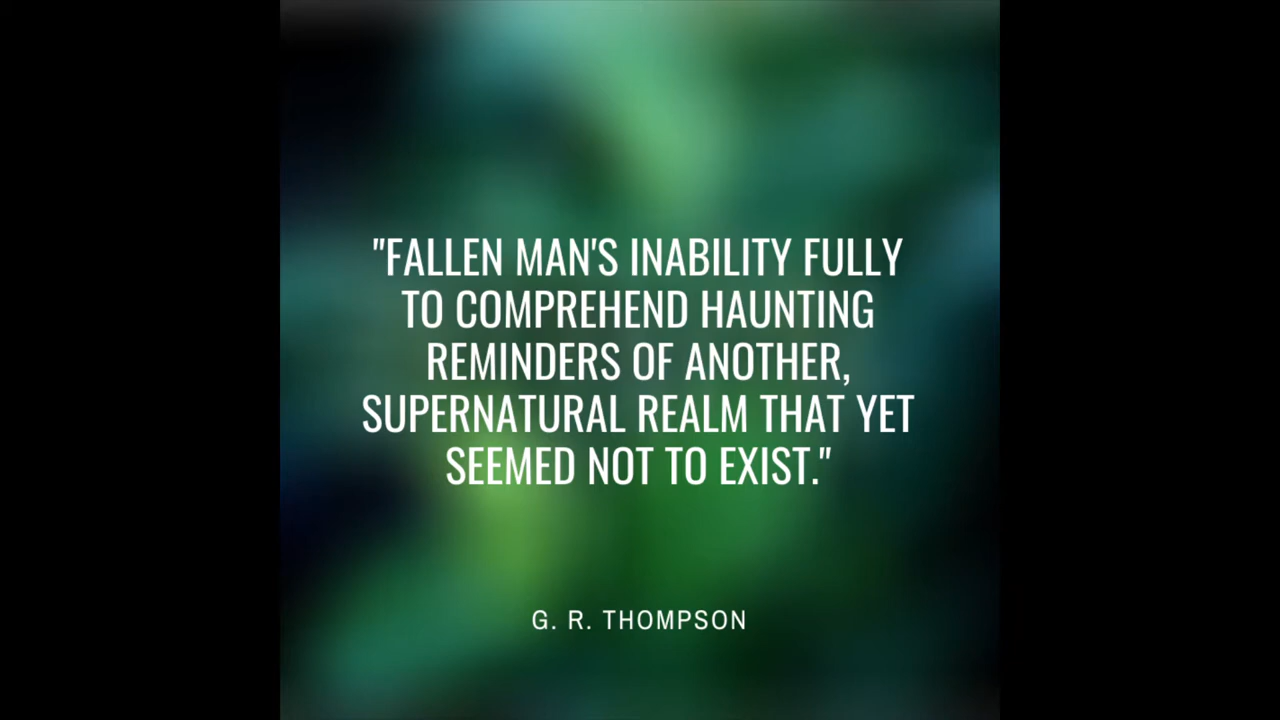 "FALLEN MAN'S INABILITY FULLY
TO COMPREHEND HAUNTING
REMINDERS OF ANOTHER,
SUPERNATURAL REALM THAT YET
SEEMED NOT TO EXIST."
G. R. THOMPSON